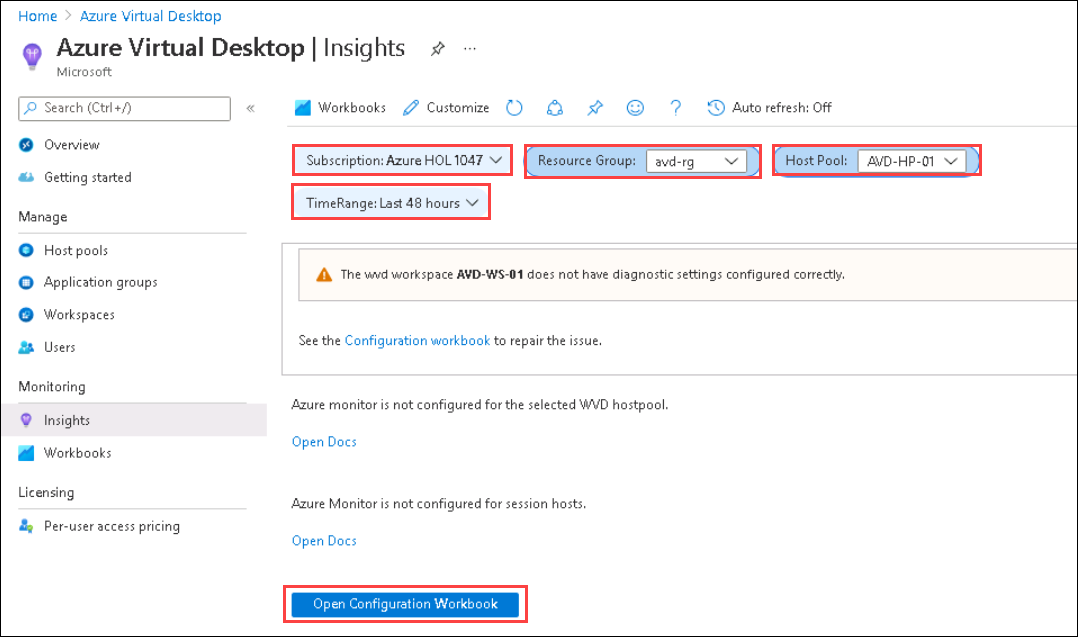 Home > Azure Virtual Desktop
Azure Virtual Desktop | Insights ...
Microsoft
Search (Ctrl+/) «
Overview
Getting started
Manage
Host pools
Application groups
Workspaces
Users
Monitoring
Insights
Workbooks
Licensing
Per-user access pricing
Workbooks Customize ? Auto refresh: Off
Subscription: Azure HOL 1047 Resource Group: avd-rg Host Pool: AVD-HP-01
TimeRange: Last 48 hours
The wvd workspace AVD-WS-01 does not have diagnostic settings configured correctly.
See the Configuration workbook to repair the issue.
Azure monitor is not configured for the selected WVD hostpool.
Open Docs
Azure Monitor is not configured for session hosts.
Open Docs
Open Configuration Workbook